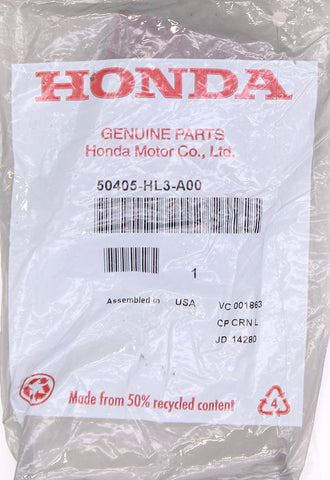 HONDA
GENUINE PARTS
Honda Motor Co., Ltd.
50405-HL3-A00
1
Assembled in USA VC 001863
CP CRN L
JD 14280
Made from 50% recycled content
4